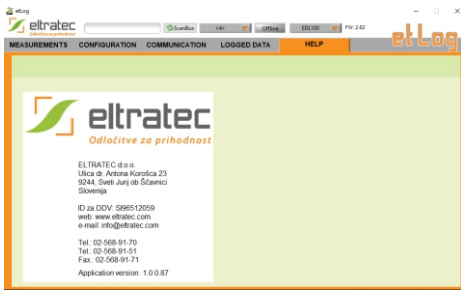 etLog
eltratec
Odločitve za prihodnost
ScanBus
<4>
Offline
EDL100
FW: 2.62
etLog
MEASUREMENTS CONFIGURATION COMMUNICATION LOGGED DATA HELP
eltratec
Odločitve za prihodnost
ELTRATEC d.o.o.
Ulica dr. Antona Korošca 23
9244, Sveti Jurij ob Ščavnici
Slovenija
ID za DDV: SI96512059
web: www.eltratec.com
e-mail: info@eltratec.com
Tel.: 02-568-91-70
Tel.: 02-568-91-51
Fax.: 02-568-91-71
Application version: 1.0.0.87